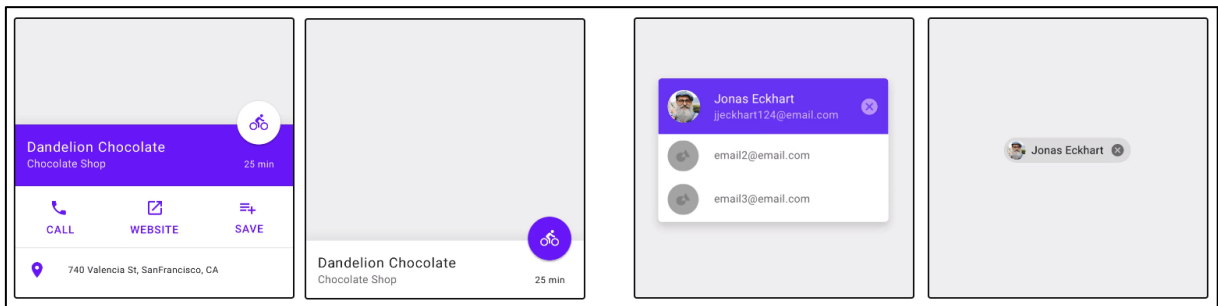 Dandelion Chocolate
Chocolate Shop
25 min
CALL WEBSITE SAVE
740 Valencia St, SanFrancisco, CA
Dandelion Chocolate
Chocolate Shop
25 min
Jonas Eckhart
jjeckhart124@email.com
email2@email.com
email3@email.com
Jonas Eckhart